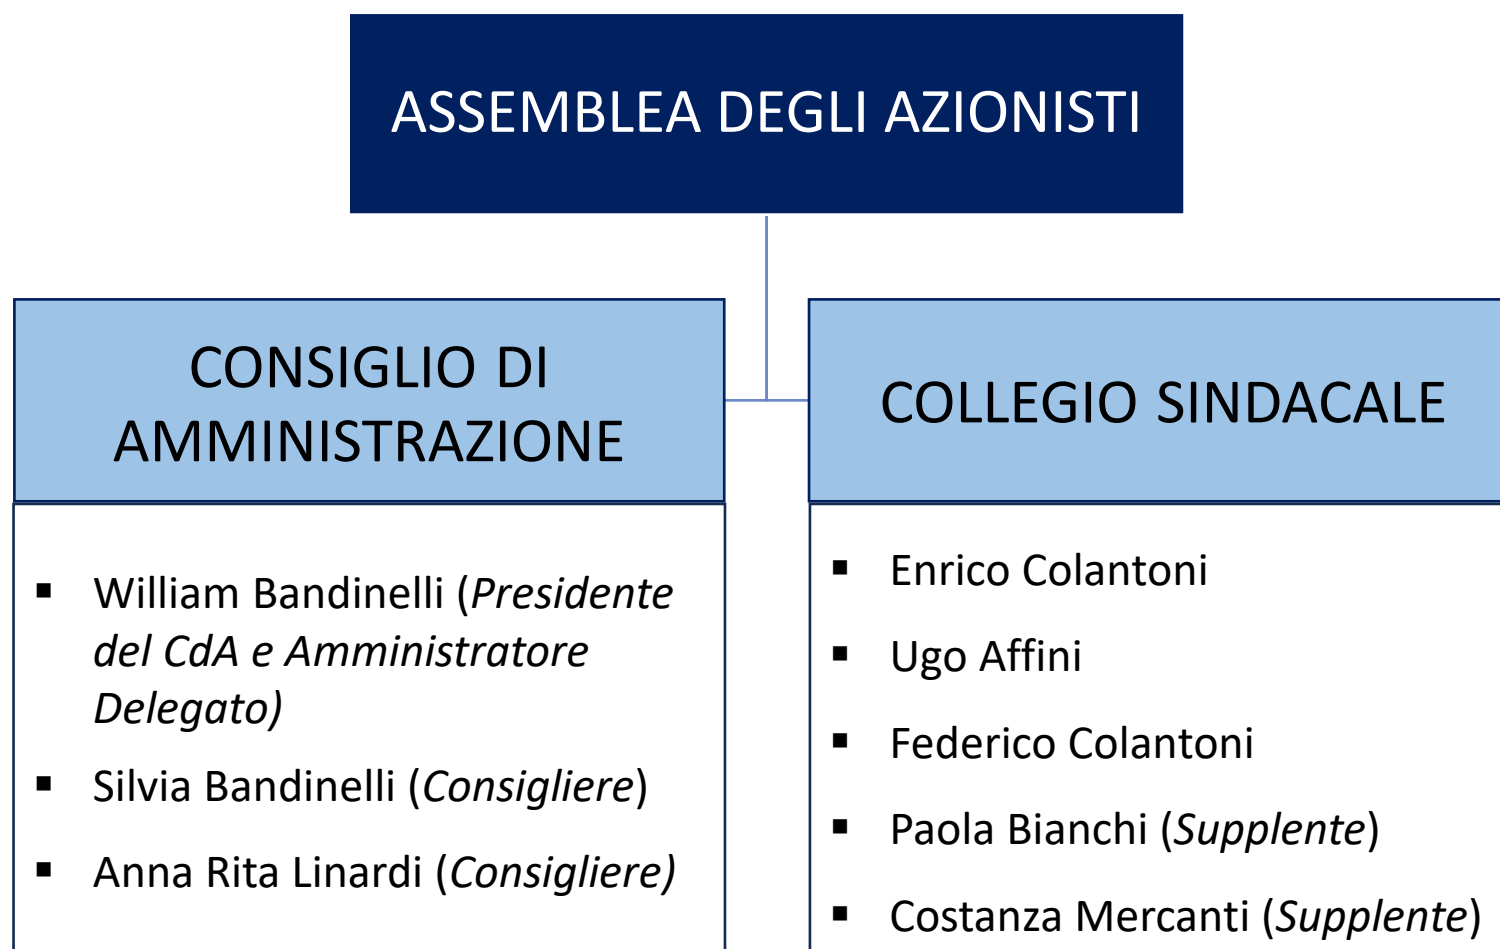 ASSEMBLEA DEGLI AZIONISTI
CONSIGLIO DI
AMMINISTRAZIONE
▪ William Bandinelli (Presidente
del CdA e Amministratore
Delegato)
▪ Silvia Bandinelli (Consigliere)
▪ Anna Rita Linardi (Consigliere)
COLLEGIO SINDACALE
▪ Enrico Colantoni
▪ Ugo Affini
▪ Federico Colantoni
▪ Paola Bianchi (Supplente)
▪ Costanza Mercanti (Supplente)